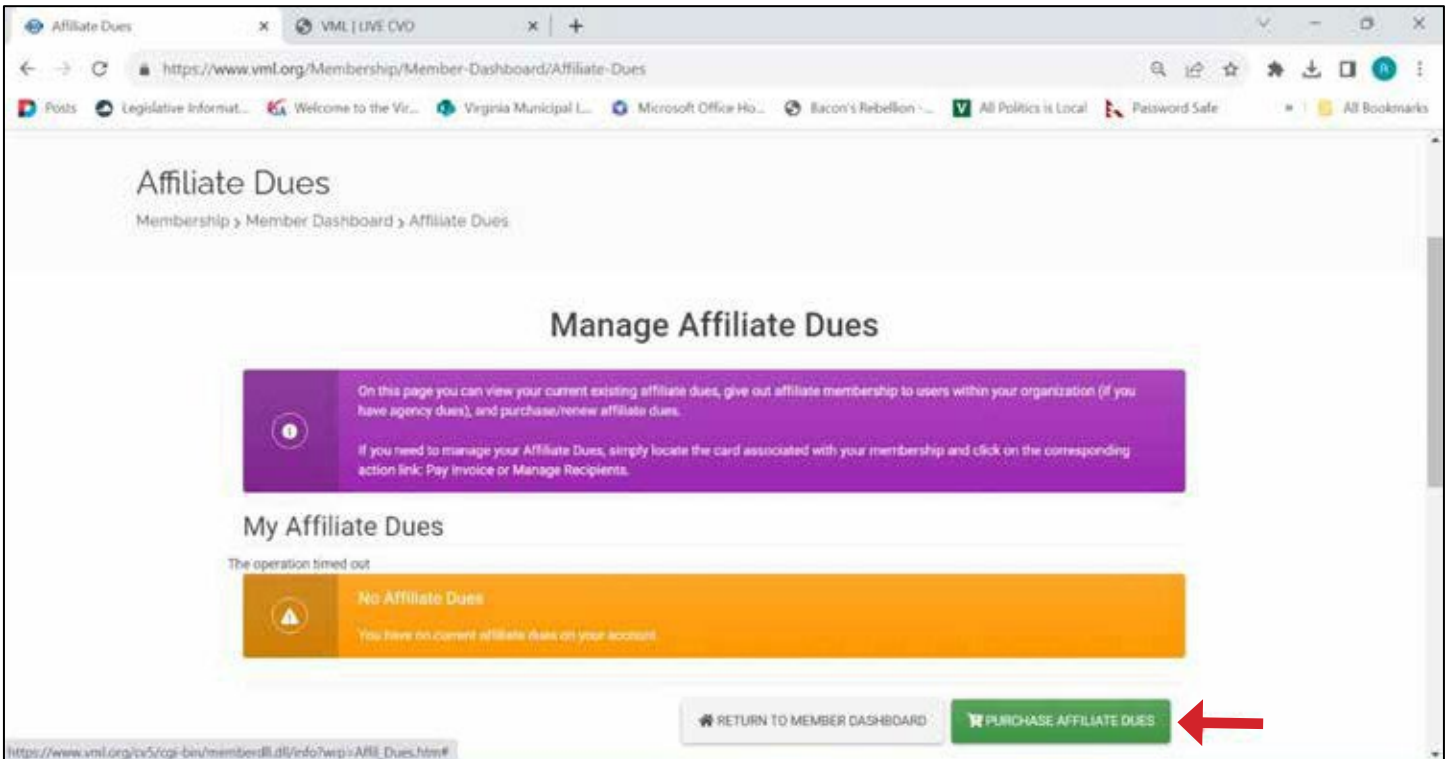 Affiliate Dues
VML | LIVE CVO
https://www.vml.org/Membership/Member-Dashboard/Affiliate-Dues
Posts Legislative Informat... Welcome to the Vir... Virginia Municipal L... Microsoft Office Ho... Bacon's Rebellion -... All Politics is Local Password Safe » All Bookmarks
Affiliate Dues
Membership > Member Dashboard > Affiliate Dues
Manage Affiliate Dues
On this page you can view your current existing affiliate dues, give out affiliate membership to users within your organization (if you
have agency dues), and purchase/renew affiliate dues.
If you need to manage your Affiliate Dues, simply locate the card associated with your membership and click on the corresponding
action link: Pay Invoice or Manage Recipients.
My Affiliate Dues
The operation timed out
No Affiliate Dues
You have no current affiliate dues on your account.
RETURN TO MEMBER DASHBOARD
PURCHASE AFFILIATE DUES
https://www.vml.org/cv5/cgi-bin/memberdll.dll/info?wrp=Affil_Dues.htm#